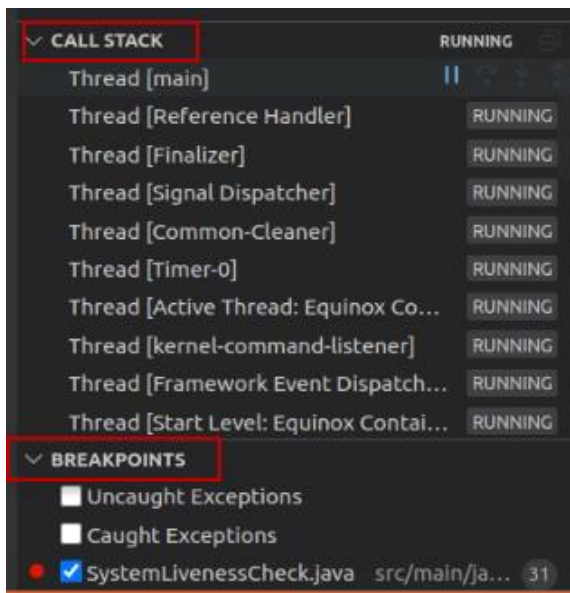 CALL STACK RUNNING
Thread [main]
Thread [Reference Handler] RUNNING
Thread [Finalizer] RUNNING
Thread [Signal Dispatcher] RUNNING
Thread [Common-Cleaner] RUNNING
Thread [Timer-0] RUNNING
Thread [Active Thread: Equinox Co... RUNNING
Thread [kernel-command-listener] RUNNING
Thread [Framework Event Dispatch... RUNNING
Thread [Start Level: Equinox Contai... RUNNING
BREAKPOINTS
Uncaught Exceptions
Caught Exceptions
SystemLivenessCheck.java src/main/ja... 31